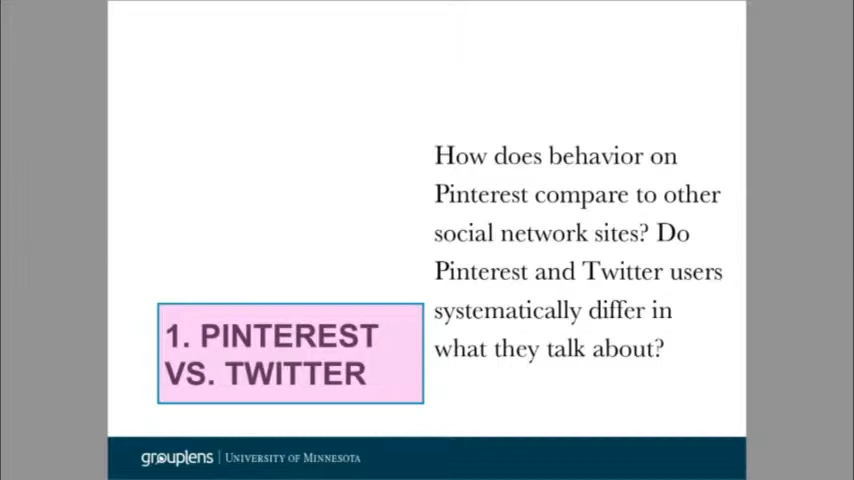 How does behavior on
Pinterest compare to other
social network sites? Do
Pinterest and Twitter users
systematically differ in
what they talk about?
1. PINTEREST
VS. TWITTER
grouplens | UNIVERSITY OF MINNESOTA